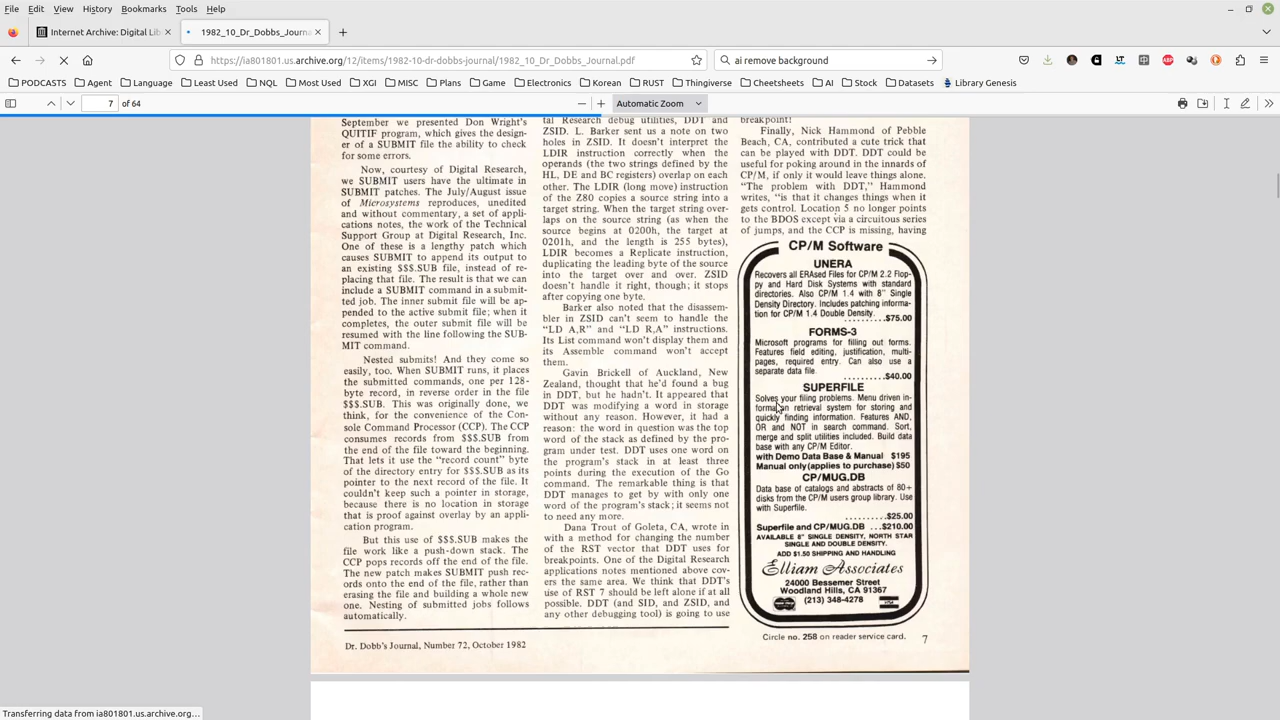 File Edit View History Bookmarks Tools Help
Internet Archive: Digital Lib
1982_10_Dr_Dobbs_Journa
https://ia801801.us.archive.org/12/items/1982-10-dr-dobbs-journal/1982_10_Dr_Dobbs_Journal.pdf
ai remove background
PODCASTS Agent Language Least Used NQL Most Used XGI MISC Plans Game Electronics Korean RUST Thingiverse Cheetsheets AI Stock Datasets Library Genesis
7 of 64
Automatic Zoom
September we presented Don Wright's
QUITIF program, which gives the design-
er of a SUBMIT file the ability to check
for some errors.
Now, courtesy of Digital Research,
we SUBMIT users have the ultimate in
SUBMIT patches. The July/August issue
of Microsystems reproduces, unedited
and without commentary, a set of appli-
cations notes, the work of the Technical
Support Group at Digital Research, Inc.
One of these is a lengthy patch which
causes SUBMIT to append its output to
an existing $$$.SUB file, instead of re-
placing that file. The result is that we can
include a SUBMIT command in a submit-
ted job. The inner submit file will be ap-
pended to the active submit file; when it
completes, the outer submit file will be
resumed with the line following the SUB-
MIT command.
Nested submits! And they come so
easily, too. When SUBMIT runs, it places
the submitted commands, one per 128-
byte record, in reverse order in the file
$$$.SUB. This was originally done, we
think, for the convenience of the Con-
sole Command Processor (CCP). The CCP
consumes records from $$$.SUB from
the end of the file toward the beginning.
That lets it use the "record count" byte
of the directory entry for $$$.SUB as its
pointer to the next record of the file. It
couldn't keep such a pointer in storage,
because there is no location in storage
that is proof against overlay by an appli-
cation program.
But this use of $$$.SUB makes the
file work like a push-down stack. The
CCP pops records off the end of the file.
The new patch makes SUBMIT push rec-
ords onto the end of the file, rather than
erasing the file and building a whole new
one. Nesting of submitted jobs follows
automatically.
tal Research debug utilities, DDT and
ZSID. L. Barker sent us a note on two
holes in ZSID. It doesn't interpret the
LDIR instruction correctly when the
operands (the two strings defined by the
HL, DE and BC registers) overlap on each
other. The LDIR (long move) instruction
of the Z80 copies a source string into a
target string. When the target string over-
laps on the source string (as when the
source begins at 0200h, the target at
0201h, and the length is 255 bytes),
LDIR becomes a Replicate instruction,
duplicating the leading byte of the source
into the target over and over. ZSID
doesn't handle it right, though; it stops
after copying one byte.
Barker also noted that the disassem-
bler in ZSID can't seem to handle the
"LD A,R" and "LD R,A" instructions.
Its List command won't display them and
its Assemble command won't accept
them.
Gavin Brickell of Auckland, New
Zealand, thought that he'd found a bug
in DDT, but he hadn't. It appeared that
DDT was modifying a word in storage
without any reason. However, it had a
reason: the word in question was the top
word of the stack as defined by the pro-
gram under test. DDT uses one word on
the program's stack in at least three
points during the execution of the Go
command. The remarkable thing is that
DDT manages to get by with only one
word of the program's stack; it seems not
to need any more.
Dana Trout of Goleta, CA, wrote in
with a method for changing the number
of the RST vector that DDT uses for
breakpoints. One of the Digital Research
applications notes mentioned above cov-
ers the same area. We think that DDT's
use of RST 7 should be left alone if at all
possible. DDT (and SID, and ZSID, and
any other debugging tool) is going to use
breakpoint!
Finally, Nick Hammond of Pebble
Beach, CA, contributed a cute trick that
can be played with DDT. DDT could be
useful for poking around in the innards of
CP/M, if only it would leave things alone.
"The problem with DDT," Hammond
writes, "is that it changes things when it
gets control. Location 5 no longer points
to the BDOS except via a circuitous series
of jumps, and the CCP is missing, having
CP/M Software
UNERA
Recovers all ERAsed Files for CP/M 2.2 Flop-
py and Hard Disk Systems with standard
directories. Also CP/M 1.4 with 8" Single
Density Directory. Includes patching informa-
tion for CP/M 1.4 Double Density.
..............$75.00
FORMS-3
Microsoft programs for filling out forms.
Features field editing, justification, multi-
pages, required entry. Can also use a
separate data file.
..............$40.00
SUPERFILE
Solves your filing problems. Menu driven in-
formation retrieval system for storing and
quickly finding information. Features AND,
OR and NOT in search command. Sort,
merge and split utilities included. Build data
base with any CP/M Editor.
with Demo Data Base & Manual $195
Manual only (applies to purchase) $50
CP/MUG.DB
Data base of catalogs and abstracts of 80+
disks from the CP/M users group library. Use
with Superfile.
..............$25.00
Superfile and CP/MUG.DB ...$210.00
AVAILABLE 8" SINGLE DENSITY, NORTH STAR
SINGLE AND DOUBLE DENSITY.
ADD $1.50 SHIPPING AND HANDLING
Elliam Associates
24000 Bessemer Street
Woodland Hills, CA 91367
(213) 348-4278
Circle no. 258 on reader service card.
Dr. Dobb's Journal, Number 72, October 1982
7
Transferring data from ia801801.us.archive.org...